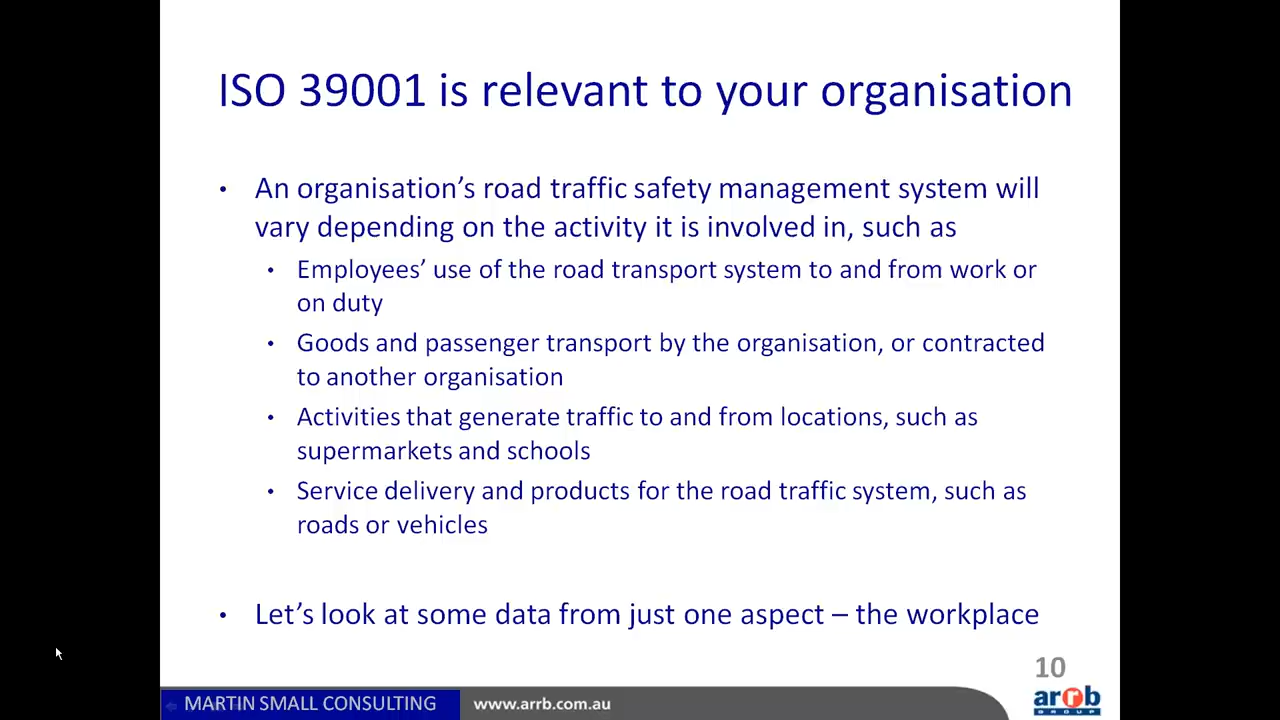 ISO 39001 is relevant to your organisation
• An organisation’s road traffic safety management system will
vary depending on the activity it is involved in, such as
• Employees’ use of the road transport system to and from work or
on duty
• Goods and passenger transport by the organisation, or contracted
to another organisation
• Activities that generate traffic to and from locations, such as
supermarkets and schools
• Service delivery and products for the road traffic system, such as
roads or vehicles
• Let’s look at some data from just one aspect – the workplace
10
MARTIN SMALL CONSULTING
www.arrb.com.au
arrb
GROUP